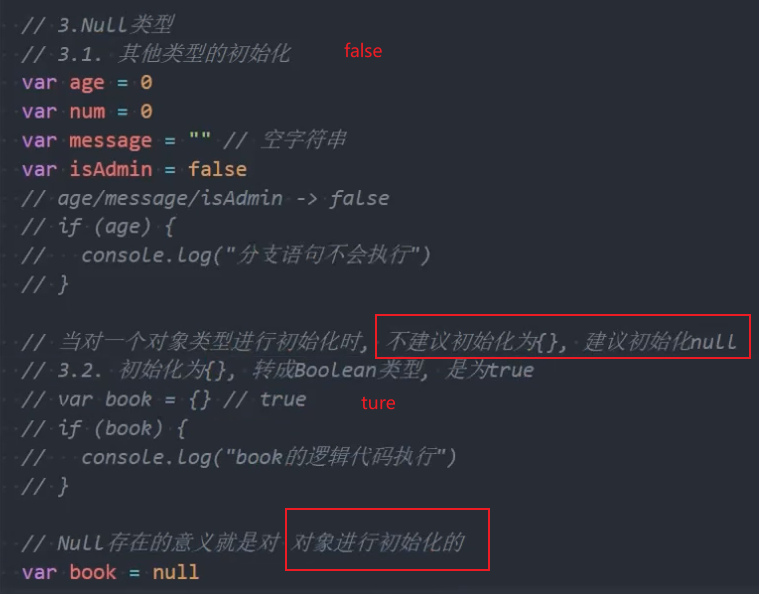 // 3.Null类型
// 3.1. 其他类型的初始化 false
var age = 0
var num = 0
var message = "" // 空字符串
var isAdmin = false
// age/message/isAdmin -> false
// if (age) {
//   console.log("分支语句不会执行")
// }
// 当对一个对象类型进行初始化时, 不建议初始化为{}, 建议初始化null
// 3.2. 初始化为{}, 转成Boolean类型, 是为true
// var book = {} // true
ture
// if (book) {
//   console.log("book的逻辑代码执行")
// }
// Null存在的意义就是对 对象进行初始化的
var book = null